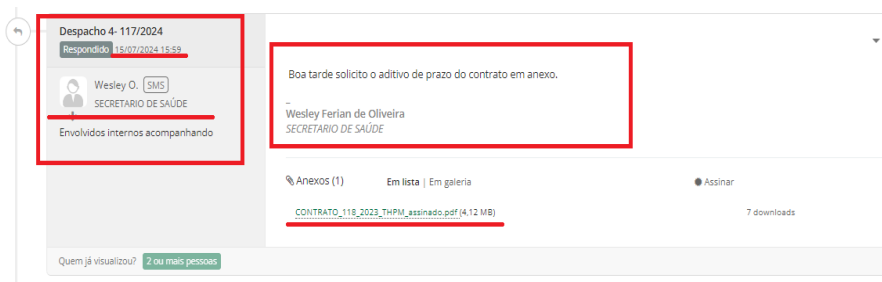 Despacho 4- 117/2024
Respondido 15/07/2024 15:59
Wesley O. SMS
SECRETARIO DE SAÚDE
Envolvidos internos acompanhando
Boa tarde solicito o aditivo de prazo do contrato em anexo.
_
Wesley Ferian de Oliveira
SECRETARIO DE SAÚDE
Anexos (1) Em lista | Em galeria Assinar
CONTRATO_118_2023_THPM_assinado.pdf (4,12 MB) 7 downloads
Quem já visualizou? 2 ou mais pessoas